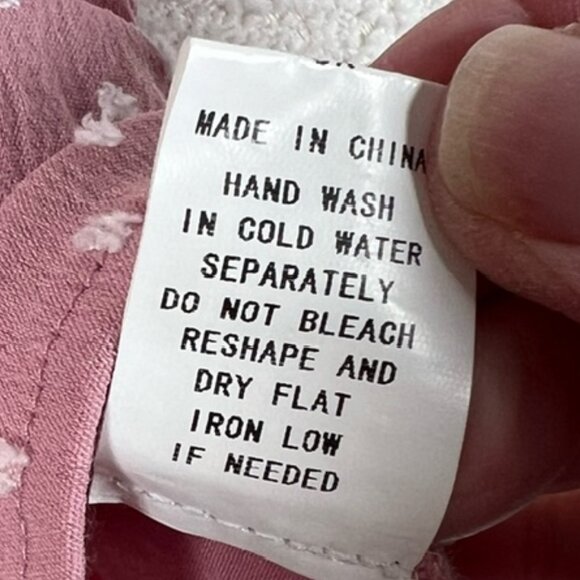 MADE IN CHINA
HAND WASH
IN COLD WATER
SEPARATELY
DO NOT BLEACH
RESHAPE AND
DRY FLAT
IRON LOW
IF NEEDED